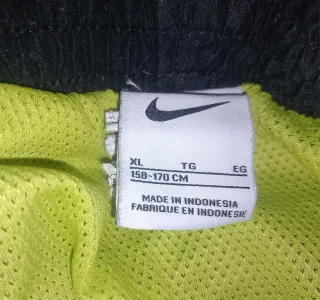 XL TG EG
158-170 CM
MADE IN INDONESIA
FABRIQUE EN INDONESIE